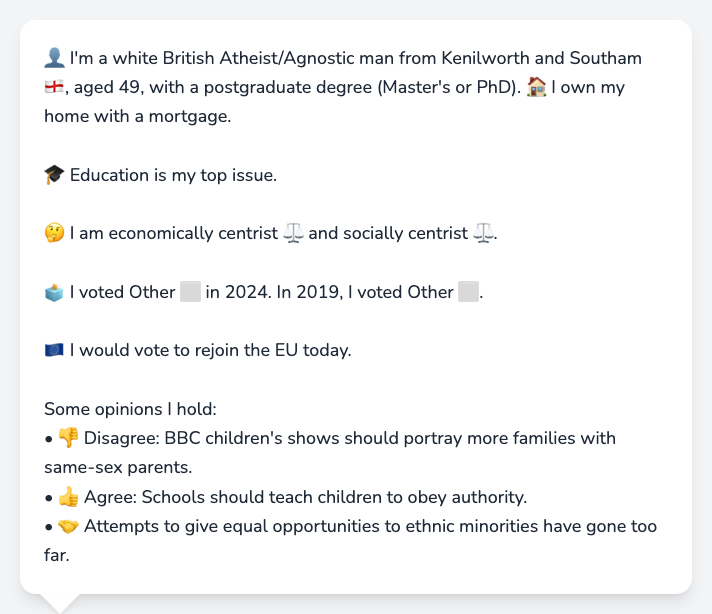 👤 I'm a white British Atheist/Agnostic man from Kenilworth and Southam
🏴󠁧󠁢󠁥󠁮󠁧󠁿, aged 49, with a postgraduate degree (Master's or PhD). 🏠 I own my
home with a mortgage.
🎓 Education is my top issue.
🤔 I am economically centrist ⚖️ and socially centrist ⚖️.
🗳️ I voted Other ⬜ in 2024. In 2019, I voted Other ⬜.
🇪🇺 I would vote to rejoin the EU today.
Some opinions I hold:
• 👎 Disagree: BBC children's shows should portray more families with
same-sex parents.
• 👍 Agree: Schools should teach children to obey authority.
• 🤝 Attempts to give equal opportunities to ethnic minorities have gone too
far.